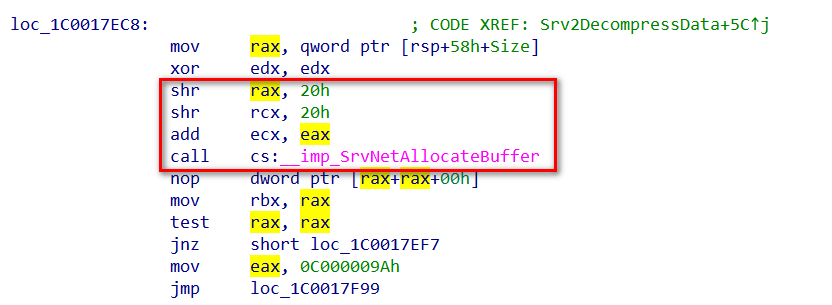 loc_1C0017EC8: ; CODE XREF: Srv2DecompressData+5C↑j
mov rax, qword ptr [rsp+58h+Size]
xor edx, edx
shr rax, 20h
shr rcx, 20h
add ecx, eax
call cs:__imp_SrvNetAllocateBuffer
nop dword ptr [rax+rax+00h]
mov rbx, rax
test rax, rax
jnz short loc_1C0017EF7
mov eax, 0C000009Ah
jmp loc_1C0017F99